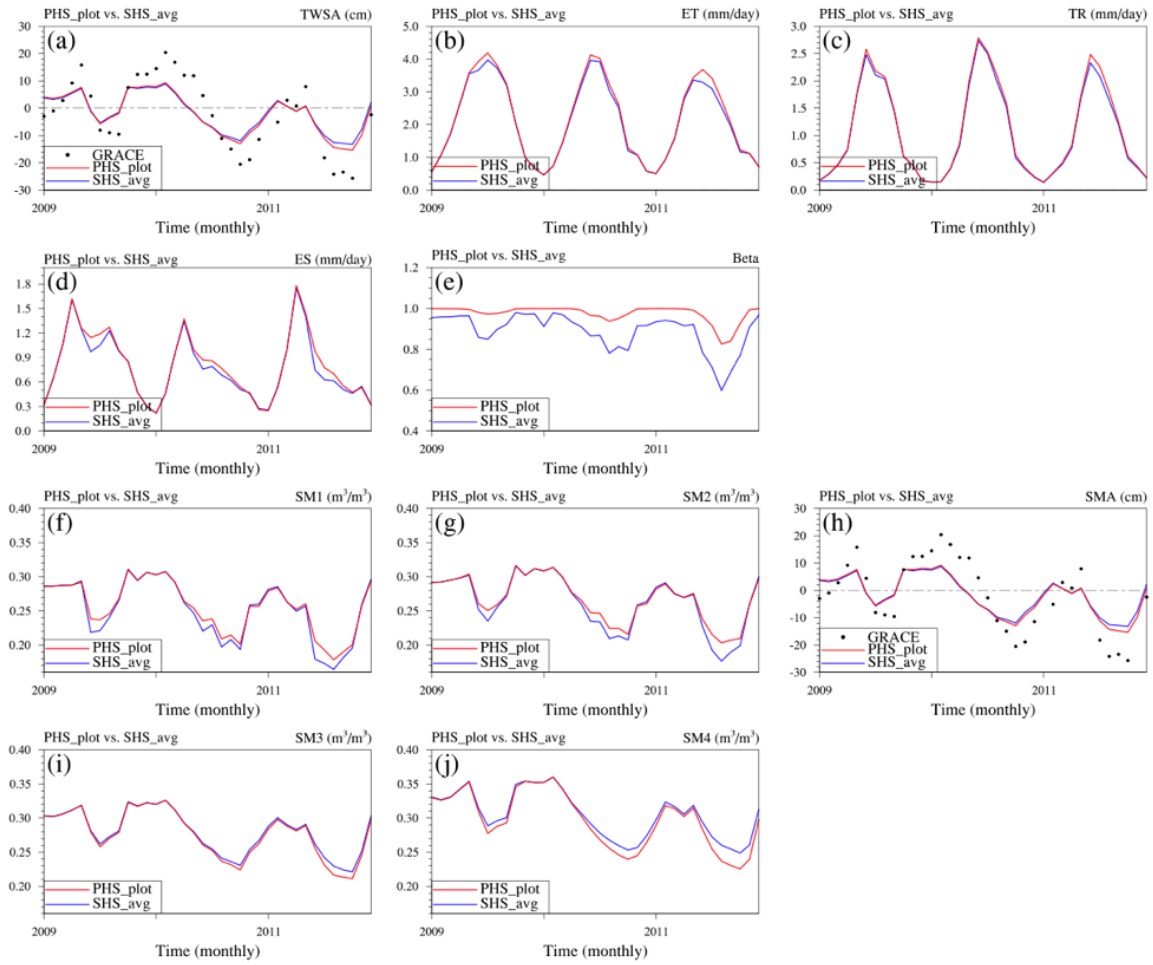 PHS_plot vs. SHS_avg TWSA (cm)
(a)
30
20
10
0
-10
-20
-30
GRACE
PHS_plot
SHS_avg
2009 2011
Time (monthly)
PHS_plot vs. SHS_avg ET (mm/day)
(b)
5.0
4.0
3.0
2.0
1.0
0.0
PHS_plot
SHS_avg
2009 2011
Time (monthly)
PHS_plot vs. SHS_avg TR (mm/day)
(c)
3.0
2.5
2.0
1.5
1.0
0.5
0.0
PHS_plot
SHS_avg
2009 2011
Time (monthly)
PHS_plot vs. SHS_avg ES (mm/day)
(d)
1.8
1.5
1.2
0.9
0.6
0.3
0.0
PHS_plot
SHS_avg
2009 2011
Time (monthly)
PHS_plot vs. SHS_avg Beta
(e)
1.2
1.0
0.8
0.6
0.4
PHS_plot
SHS_avg
2009 2011
Time (monthly)
PHS_plot vs. SHS_avg SM1 (m³/m³)
(f)
0.40
0.35
0.30
0.25
0.20
PHS_plot
SHS_avg
2009 2011
Time (monthly)
PHS_plot vs. SHS_avg SM2 (m³/m³)
(g)
0.40
0.35
0.30
0.25
0.20
PHS_plot
SHS_avg
2009 2011
Time (monthly)
PHS_plot vs. SHS_avg SMA (cm)
(h)
30
20
10
0
-10
-20
-30
GRACE
PHS_plot
SHS_avg
2009 2011
Time (monthly)
PHS_plot vs. SHS_avg SM3 (m³/m³)
(i)
0.40
0.35
0.30
0.25
0.20
PHS_plot
SHS_avg
2009 2011
Time (monthly)
PHS_plot vs. SHS_avg SM4 (m³/m³)
(j)
0.40
0.35
0.30
0.25
0.20
PHS_plot
SHS_avg
2009 2011
Time (monthly)